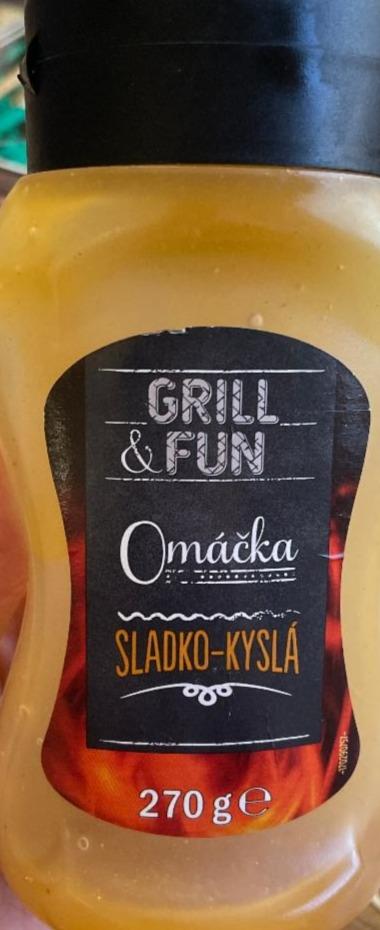 GRILL
& FUN
Omáčka
SLADKO-KYSLÁ
270 g ℮